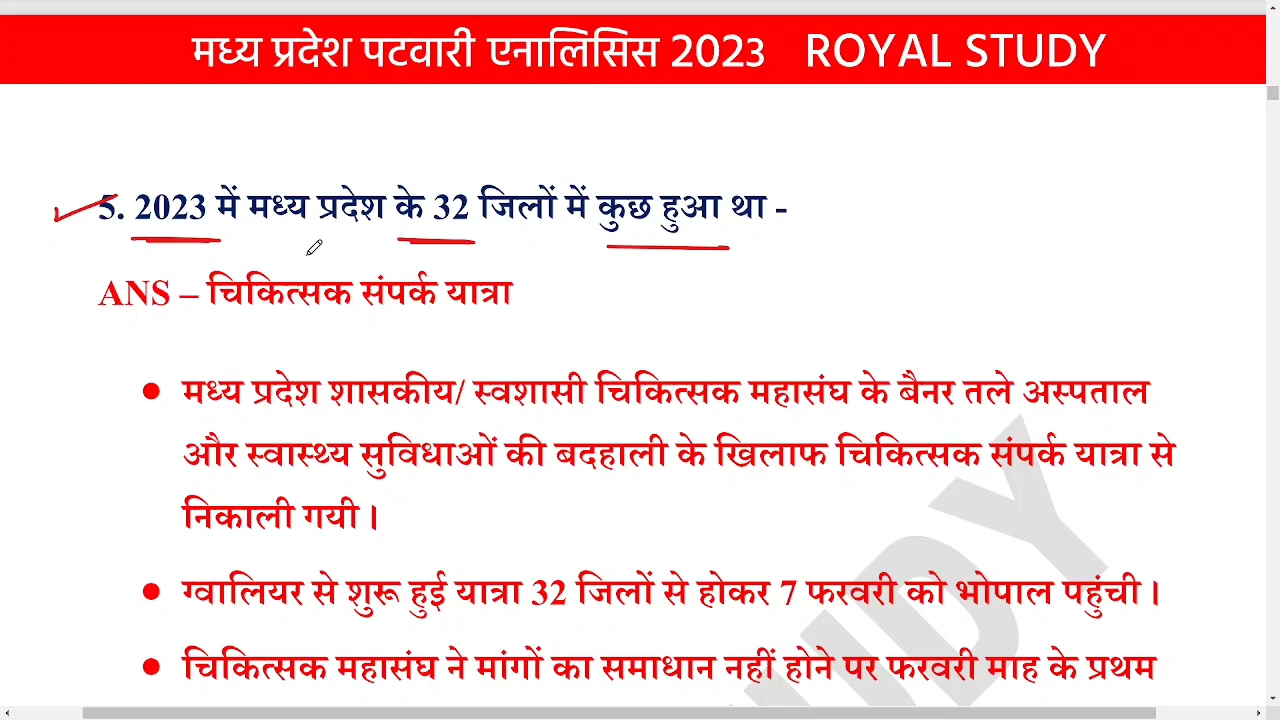 मध्य प्रदेश पटवारी एनालिसिस 2023 ROYAL STUDY
5. 2023 में मध्य प्रदेश के 32 जिलों में कुछ हुआ था -
ANS – चिकित्सक संपर्क यात्रा
• मध्य प्रदेश शासकीय/ स्वशासी चिकित्सक महासंघ के बैनर तले अस्पताल
और स्वास्थ्य सुविधाओं की बदहाली के खिलाफ चिकित्सक संपर्क यात्रा से
निकाली गयी।
• ग्वालियर से शुरू हुई यात्रा 32 जिलों से होकर 7 फरवरी को भोपाल पहुंची।
• चिकित्सक महासंघ ने मांगों का समाधान नहीं होने पर फरवरी माह के प्रथम